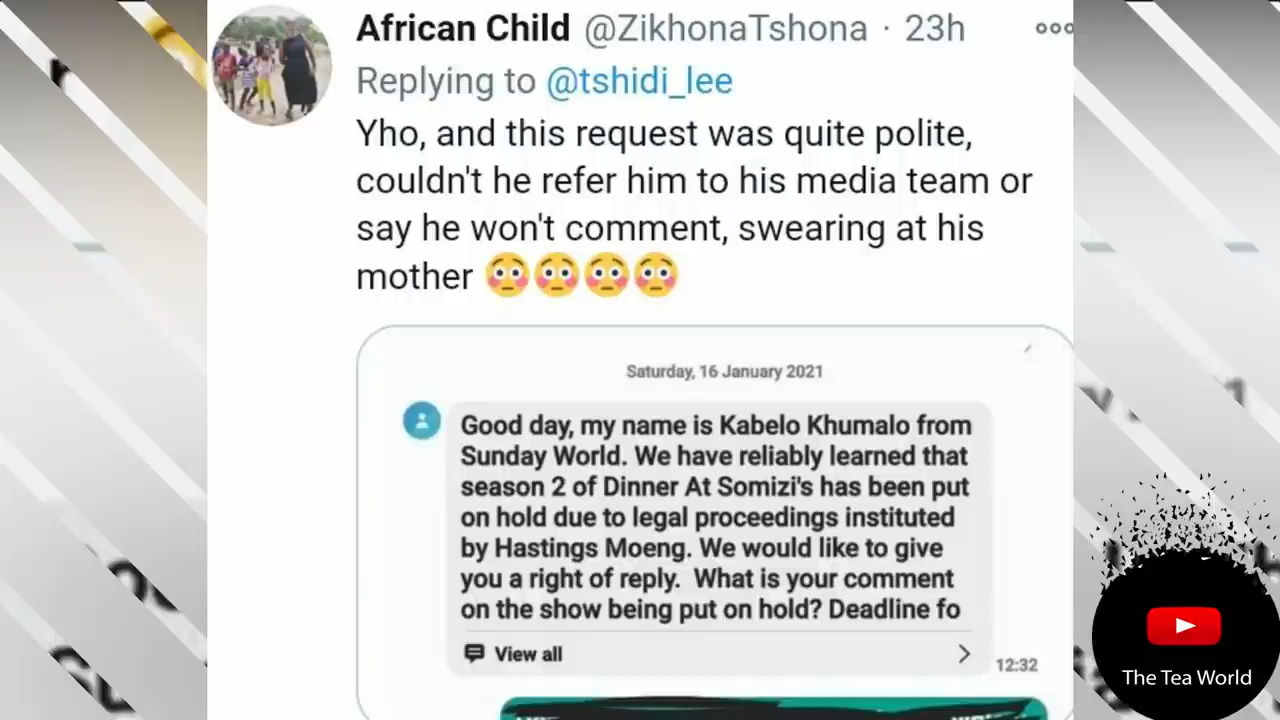 African Child @ZikhonaTshona · 23h
Replying to @tshidi_lee
Yho, and this request was quite polite,
couldn't he refer him to his media team or
say he won't comment, swearing at his
mother 😳😳😳😳
Saturday, 16 January 2021
Good day, my name is Kabelo Khumalo from
Sunday World. We have reliably learned that
season 2 of Dinner At Somizi's has been put
on hold due to legal proceedings instituted
by Hastings Moeng. We would like to give
you a right of reply.  What is your comment
on the show being put on hold? Deadline fo
View all
12:32
The Tea World